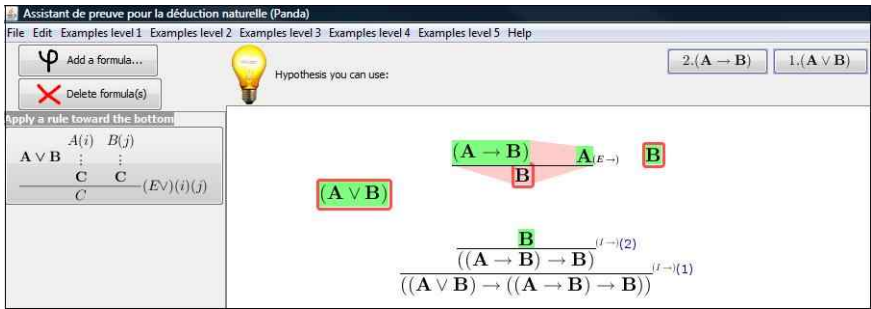 Assistant de preuve pour la déduction naturelle (Panda)
File Edit Examples level 1 Examples level 2 Examples level 3 Examples level 4 Examples level 5 Help
φ Add a formula...
Delete formula(s)
Hypothesis you can use:
2.(A → B) 1.(A ∨ B)
Apply a rule toward the bottom
A(i) B(j)
A ∨ B ⋮ ⋮
C C
(E∨)(i)(j)
C
(A → B) A (E→) B
B
(A ∨ B)
B (I→)(2)
((A → B) → B)
(I→)(1)
((A ∨ B) → ((A → B) → B))